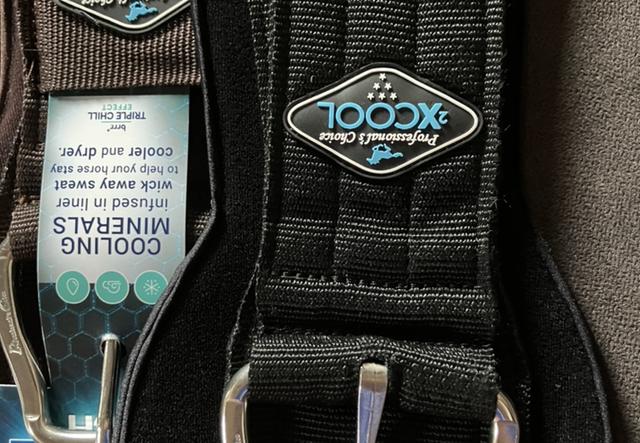 Professional's Choice
2XCOOL
COOLING
MINERALS
infused in liner
wick away sweat
to help your horse stay
cooler and dryer.
brrr°
TRIPLE CHILL
EFFECT